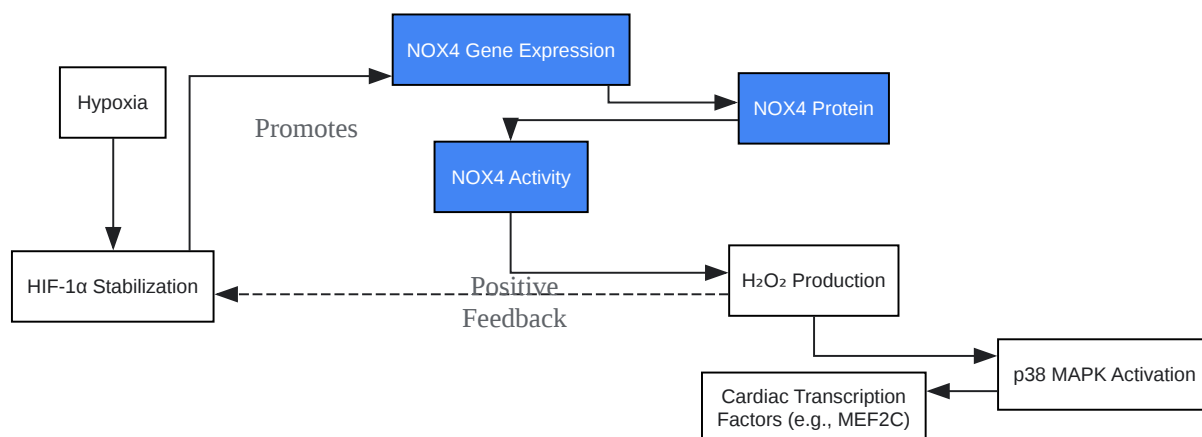 NOX4 Gene Expression
Hypoxia
NOX4 Protein
Promotes
NOX4 Activity
HIF-1α Stabilization
H₂O₂ Production
Positive
Feedback
p38 MAPK Activation
Cardiac Transcription
Factors (e.g., MEF2C)